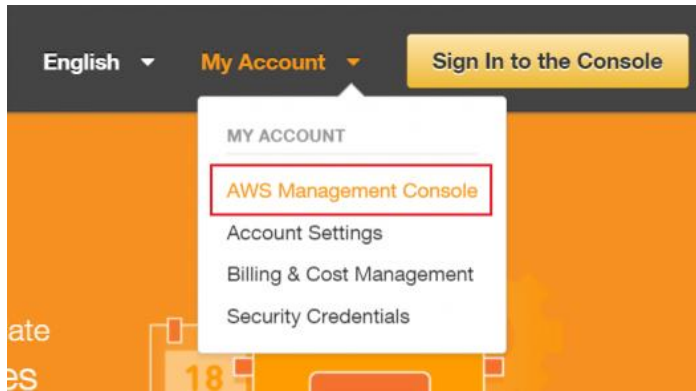 English
My Account
Sign In to the Console
MY ACCOUNT
AWS Management Console
Account Settings
Billing & Cost Management
Security Credentials
18